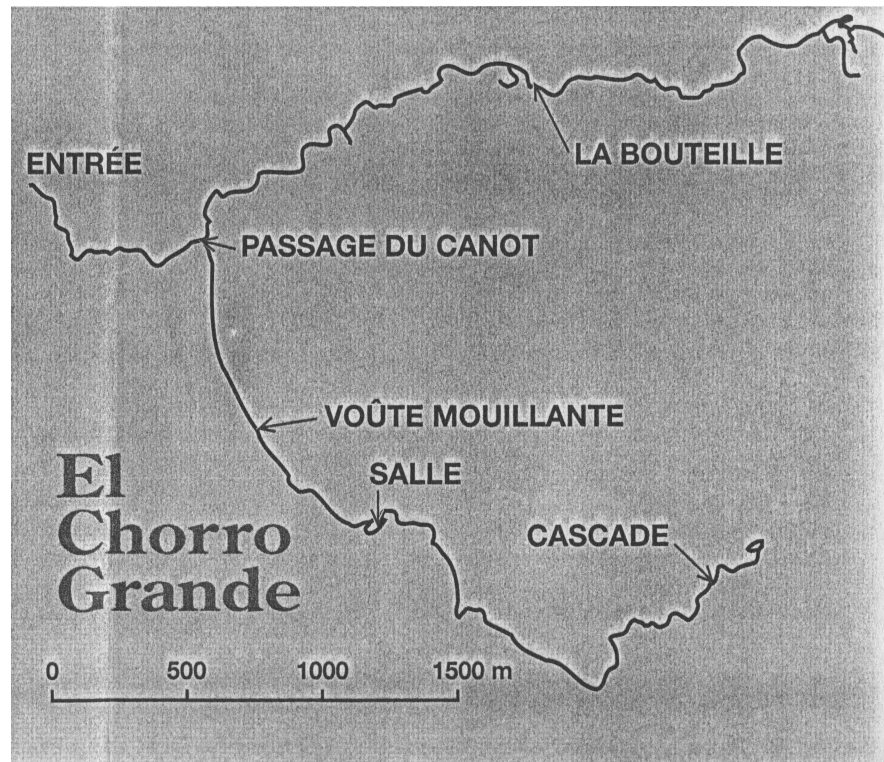 ENTRÉE
LA BOUTEILLE
PASSAGE DU CANOT
VOÛTE MOUILLANTE
SALLE
CASCADE
El
Chorro
Grande
0 500 1000 1500 m